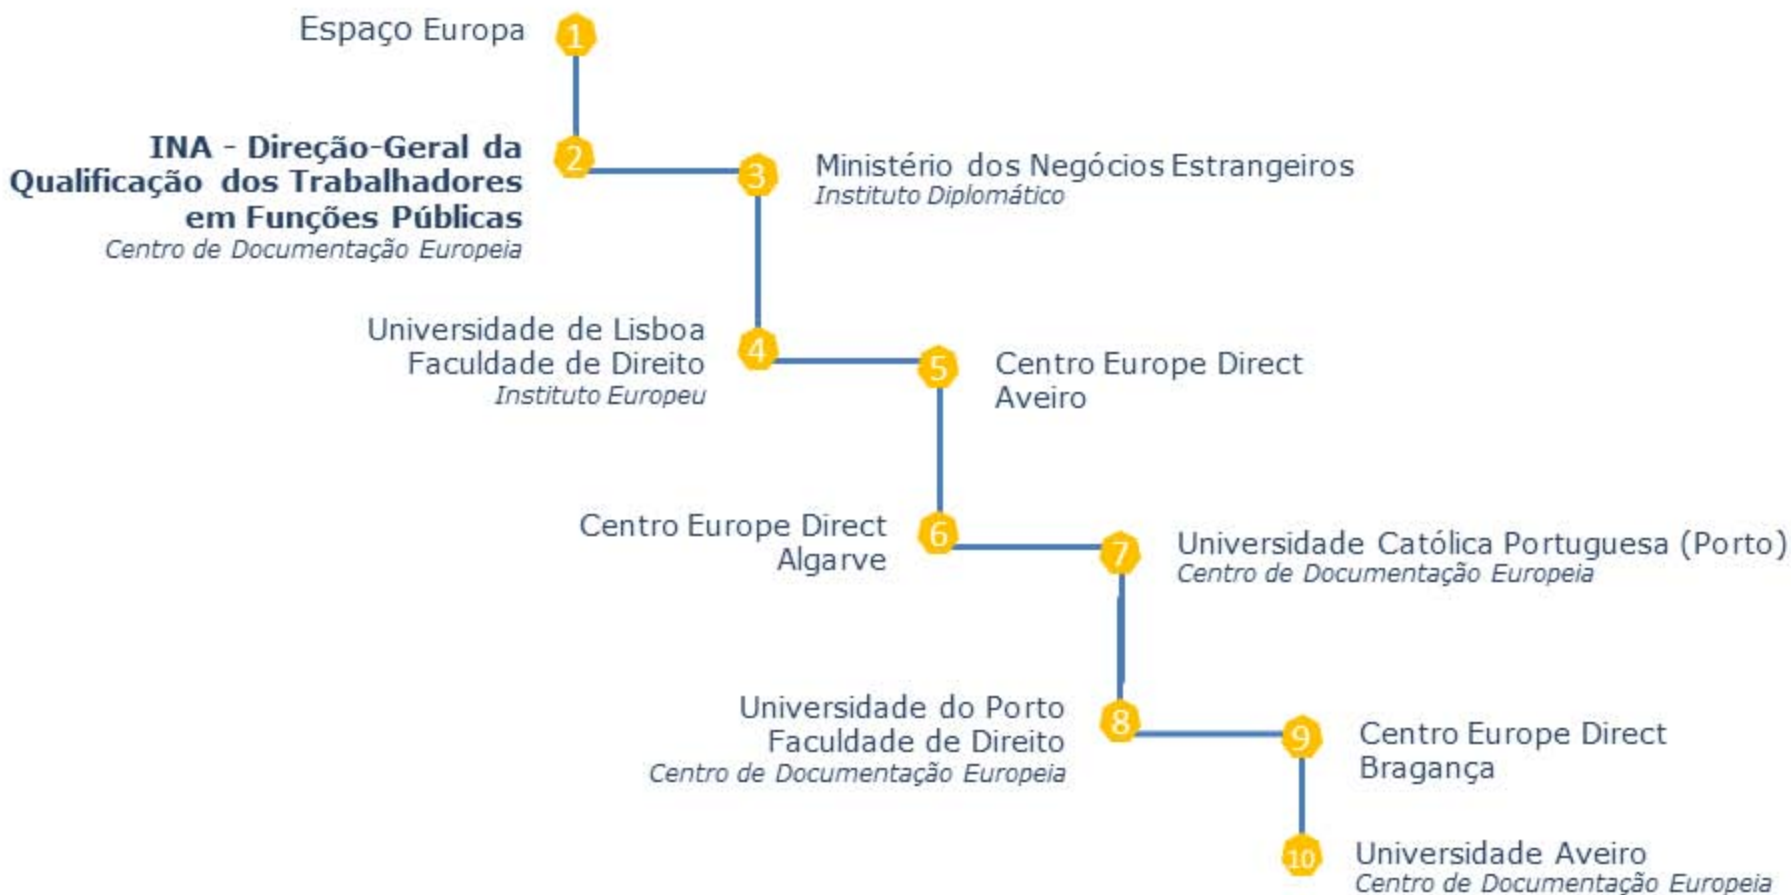 Espaço Europa
1
INA - Direção-Geral da
Qualificação dos Trabalhadores
em Funções Públicas
Centro de Documentação Europeia
2
3
Ministério dos Negócios Estrangeiros
Instituto Diplomático
Universidade de Lisboa
Faculdade de Direito
Instituto Europeu
4
5
Centro Europe Direct
Aveiro
Centro Europe Direct
Algarve
6
7
Universidade Católica Portuguesa (Porto)
Centro de Documentação Europeia
Universidade do Porto
Faculdade de Direito
Centro de Documentação Europeia
8
9
Centro Europe Direct
Bragança
10
Universidade Aveiro
Centro de Documentação Europeia